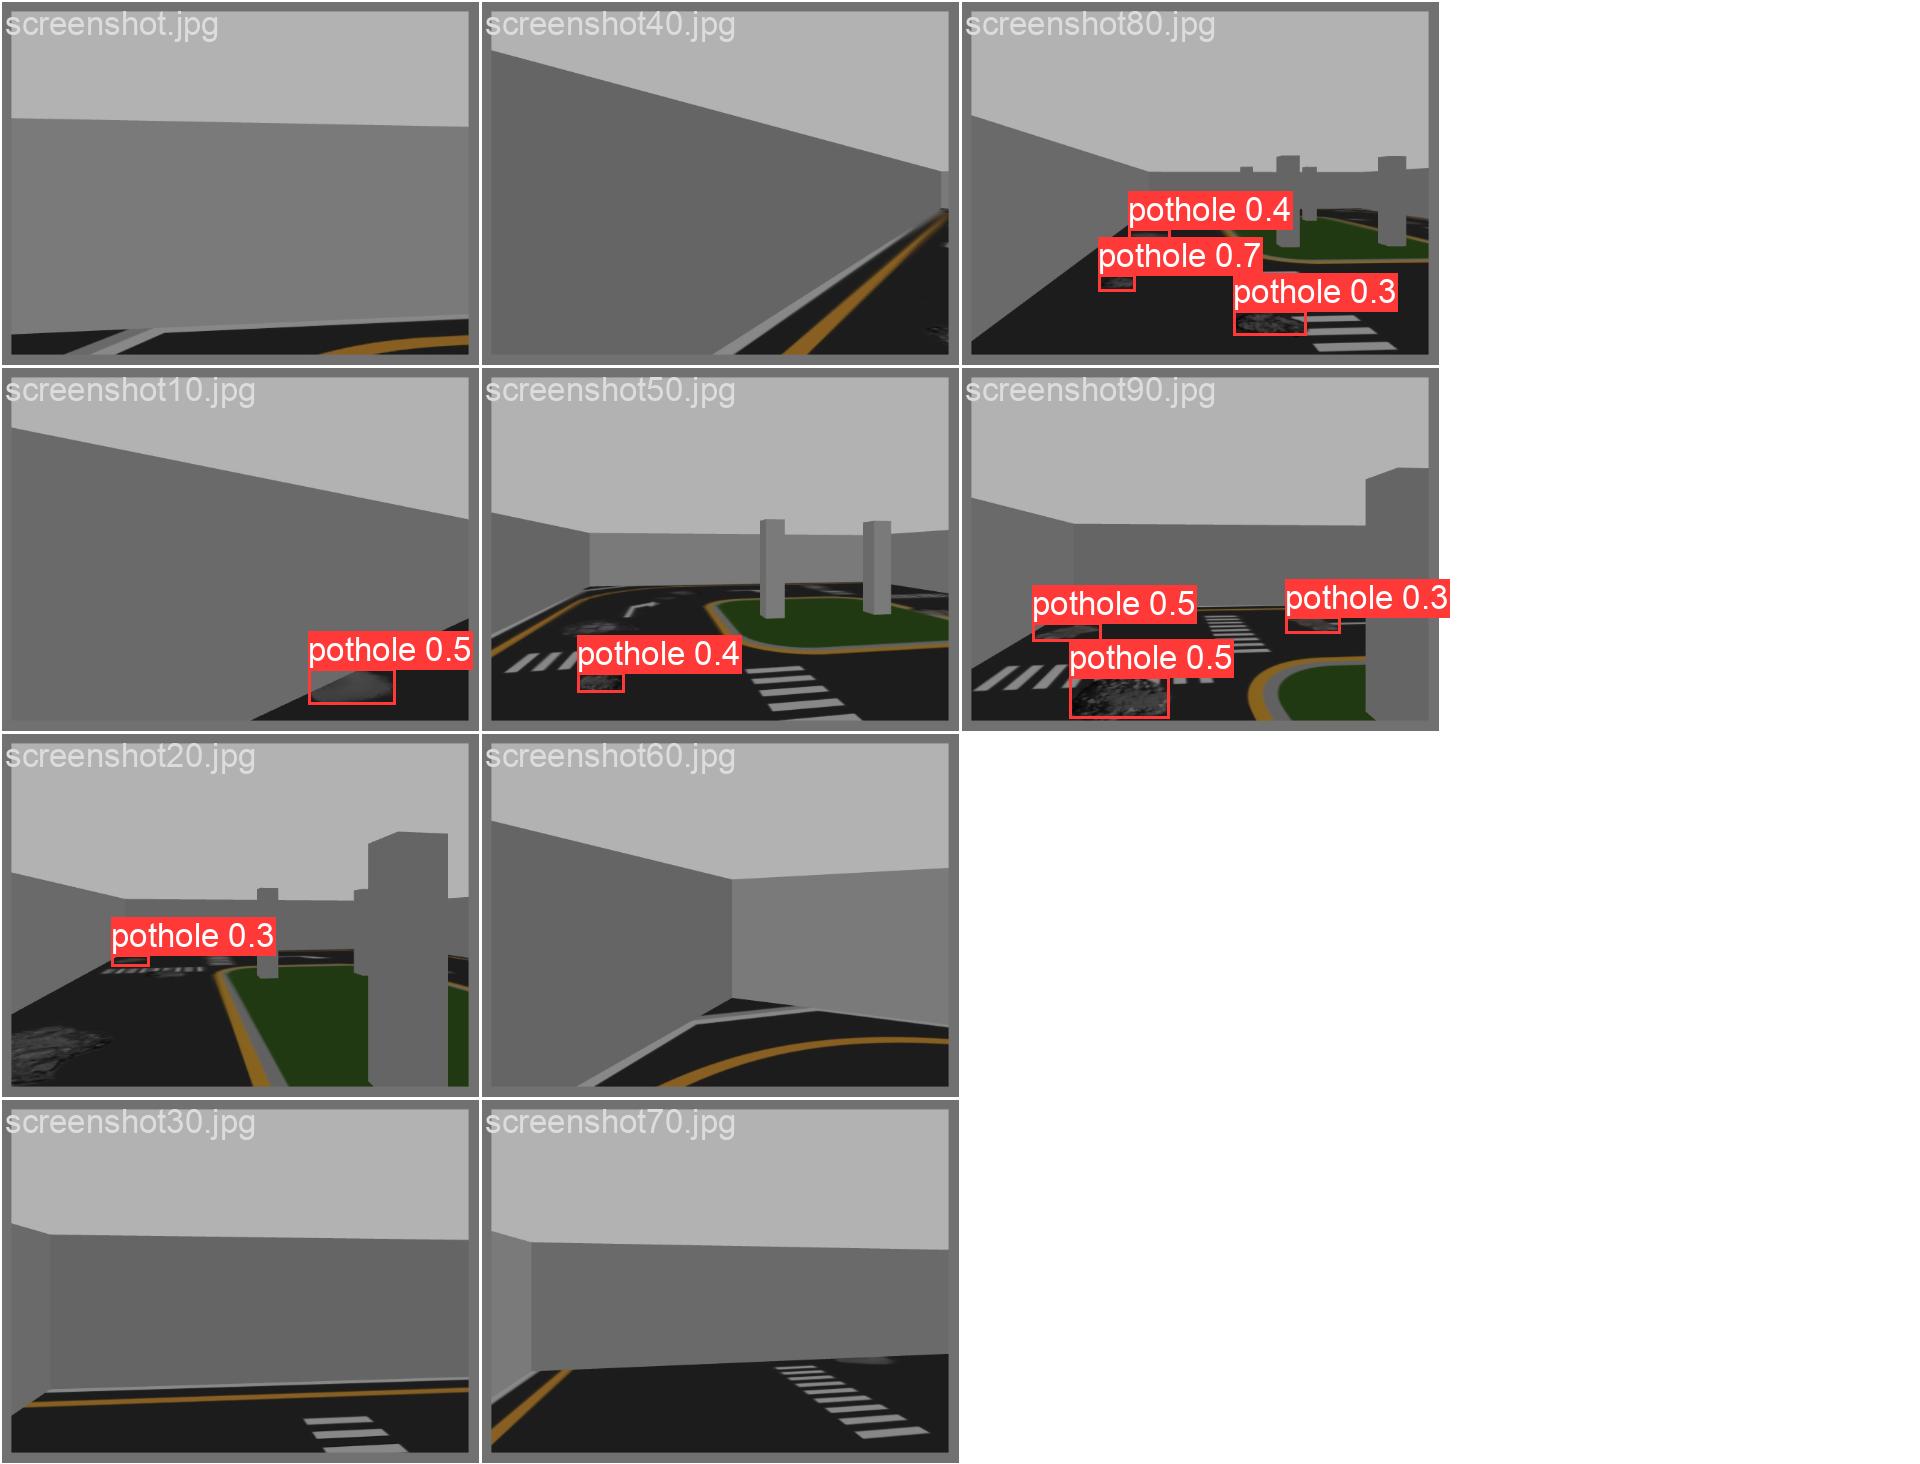 screenshot.jpg
screenshot40.jpg
screenshot80.jpg
pothole 0.4
pothole 0.7
pothole 0.3
screenshot10.jpg
screenshot50.jpg
screenshot90.jpg
pothole 0.5
pothole 0.4
pothole 0.5
pothole 0.3
pothole 0.5
screenshot20.jpg
screenshot60.jpg
pothole 0.3
screenshot30.jpg
screenshot70.jpg